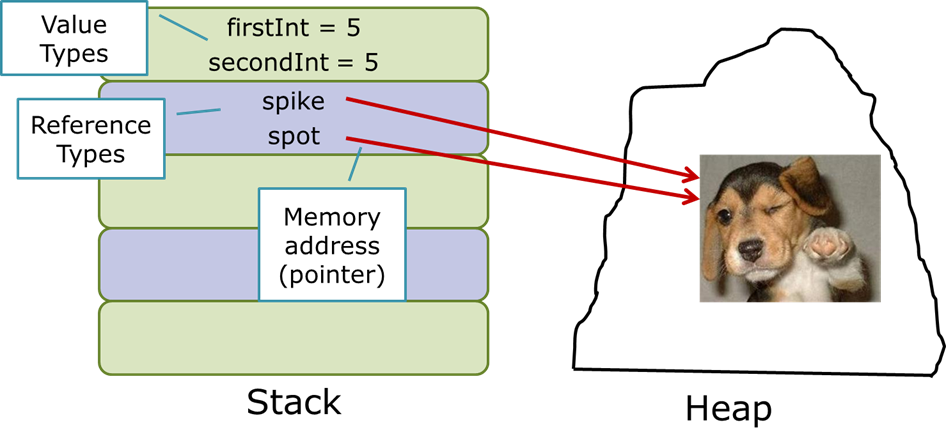 Value
Types
firstInt = 5
secondInt = 5
Reference
Types
spike
spot
Memory
address
(pointer)
Stack
Heap